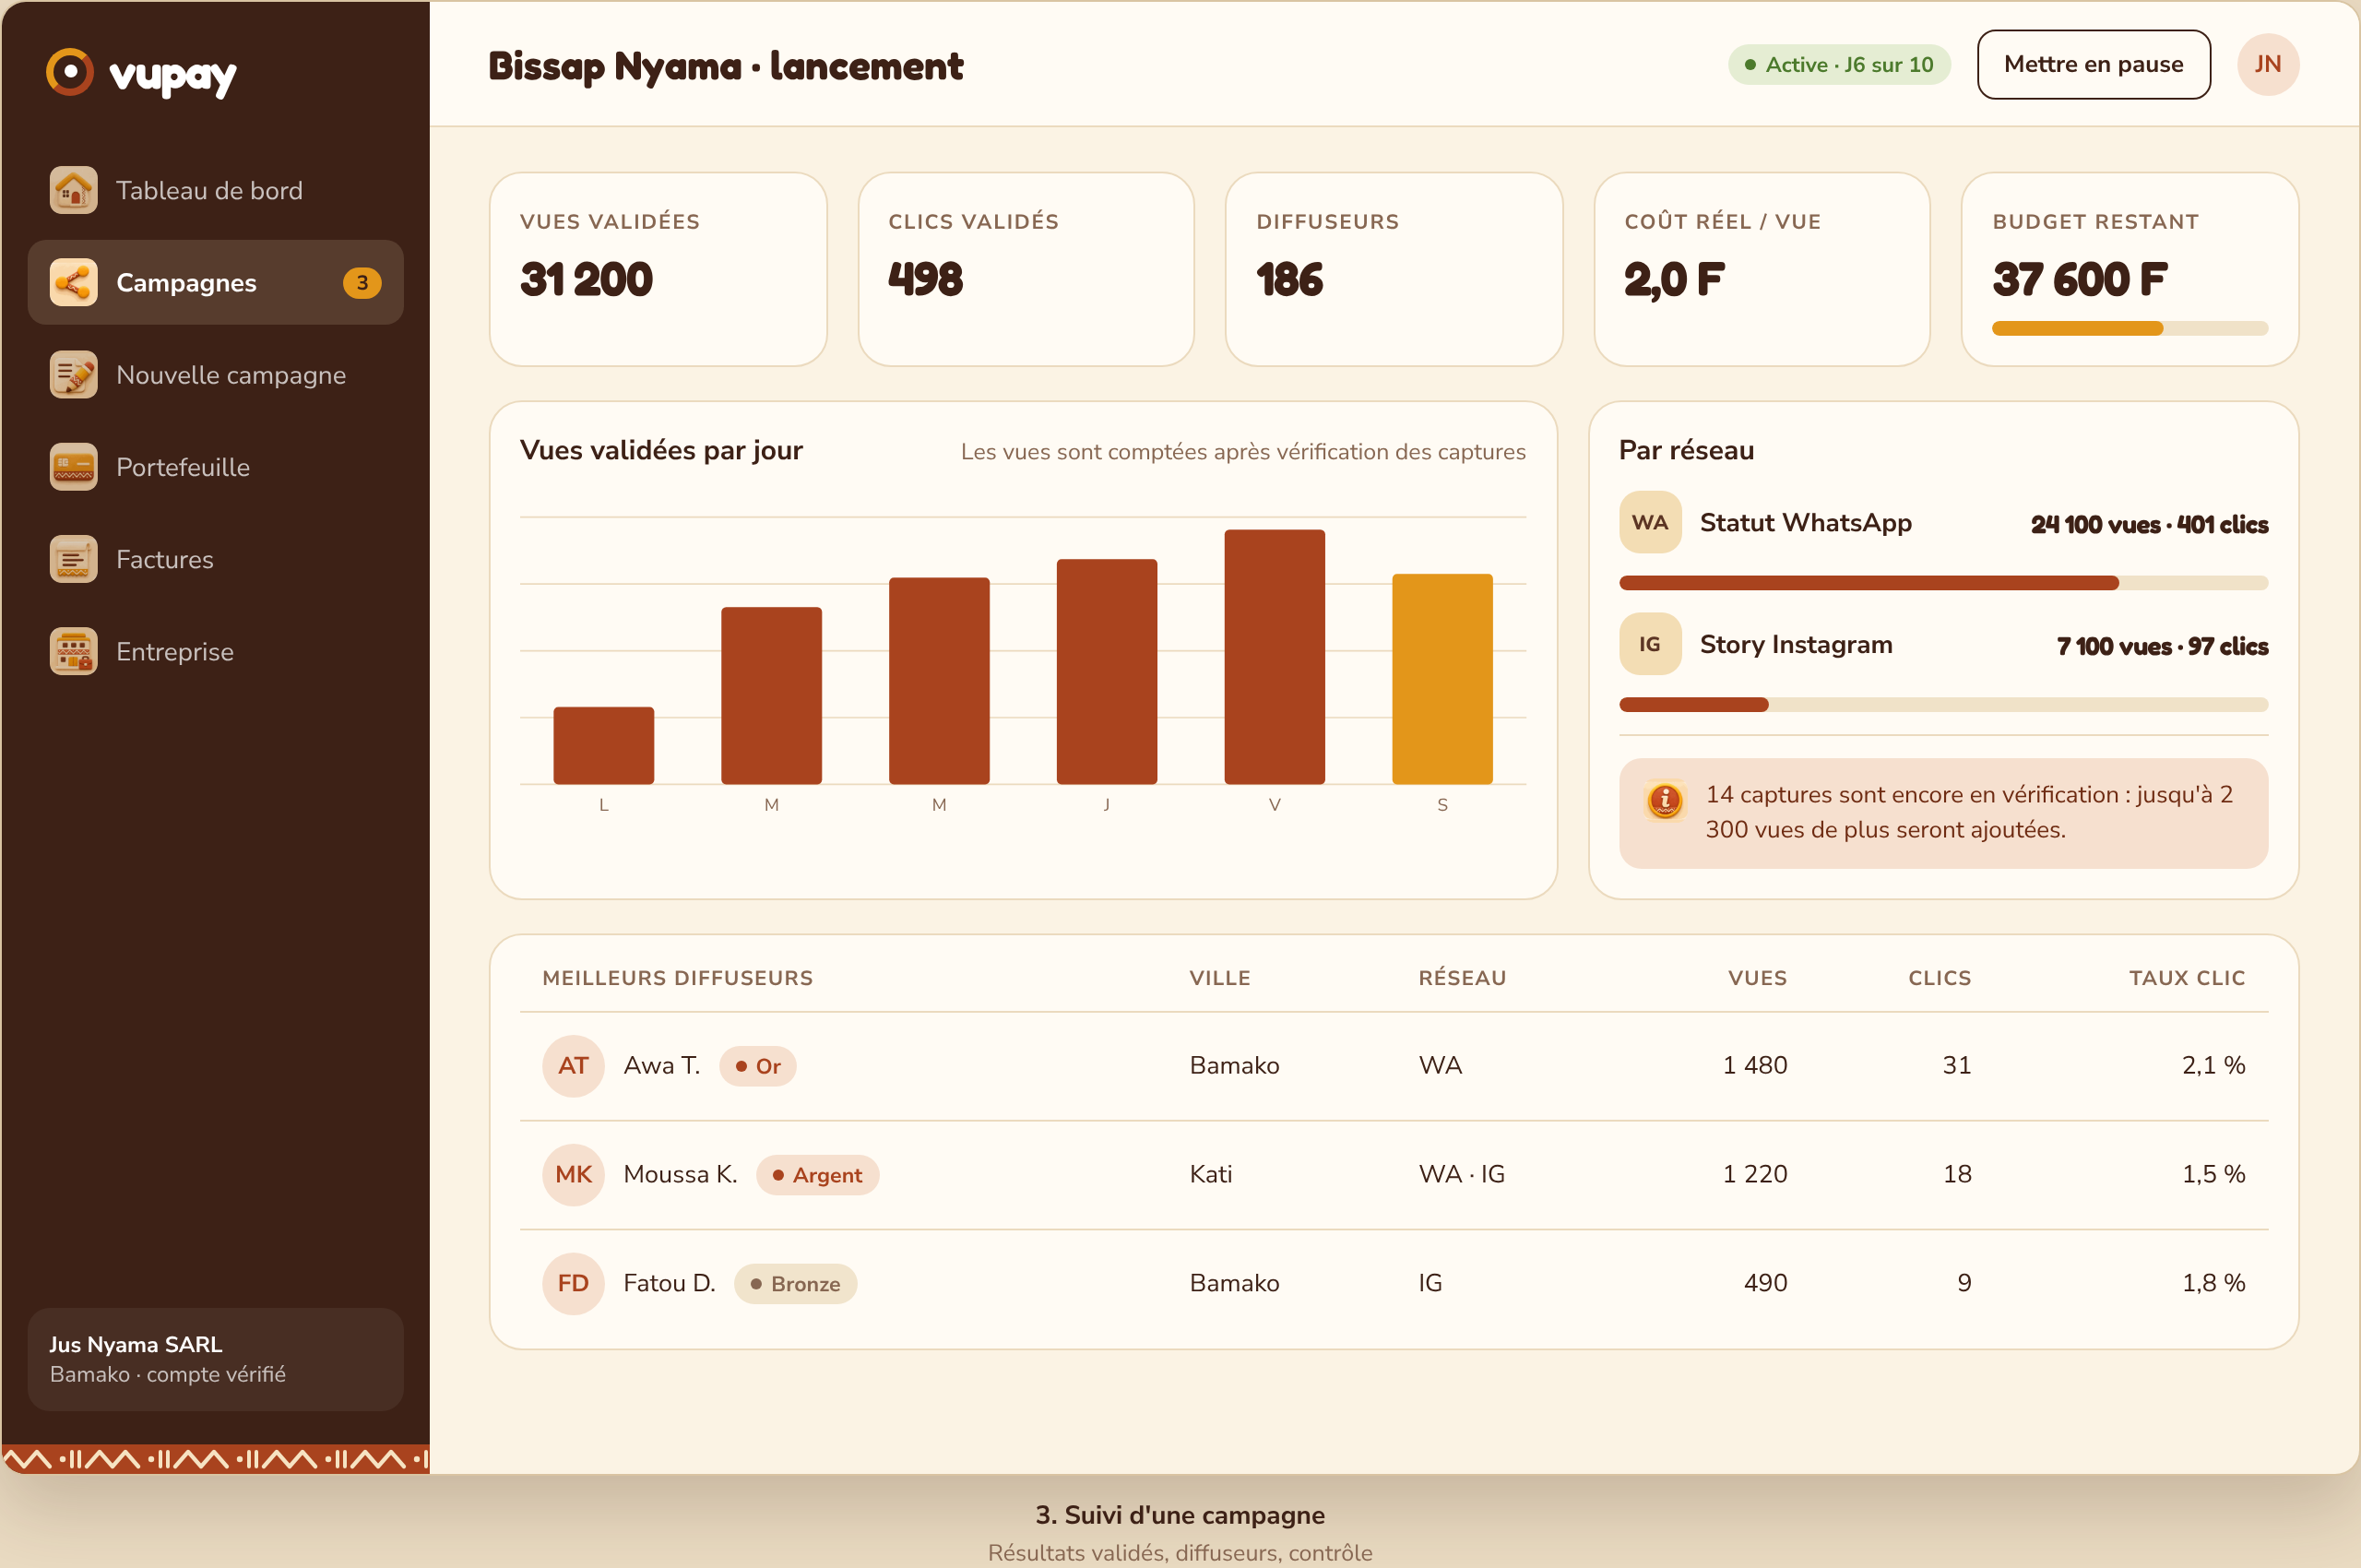 vupay
Tableau de bord
Campagnes 3
Nouvelle campagne
Portefeuille
Factures
Entreprise
Jus Nyama SARL
Bamako · compte vérifié
Bissap Nyama · lancement
Active · J6 sur 10
Mettre en pause
JN
VUES VALIDÉES
31 200
CLICS VALIDÉS
498
DIFFUSEURS
186
COÛT RÉEL / VUE
2,0 F
BUDGET RESTANT
37 600 F
Vues validées par jour
Les vues sont comptées après vérification des captures
L M M J V S
Par réseau
WA Statut WhatsApp 24 100 vues · 401 clics
IG Story Instagram 7 100 vues · 97 clics
14 captures sont encore en vérification : jusqu'à 2
300 vues de plus seront ajoutées.
MEILLEURS DIFFUSEURS VILLE RÉSEAU VUES CLICS TAUX CLIC
AT Awa T. Or Bamako WA 1 480 31 2,1 %
MK Moussa K. Argent Kati WA · IG 1 220 18 1,5 %
FD Fatou D. Bronze Bamako IG 490 9 1,8 %
3. Suivi d'une campagne
Résultats validés, diffuseurs, contrôle